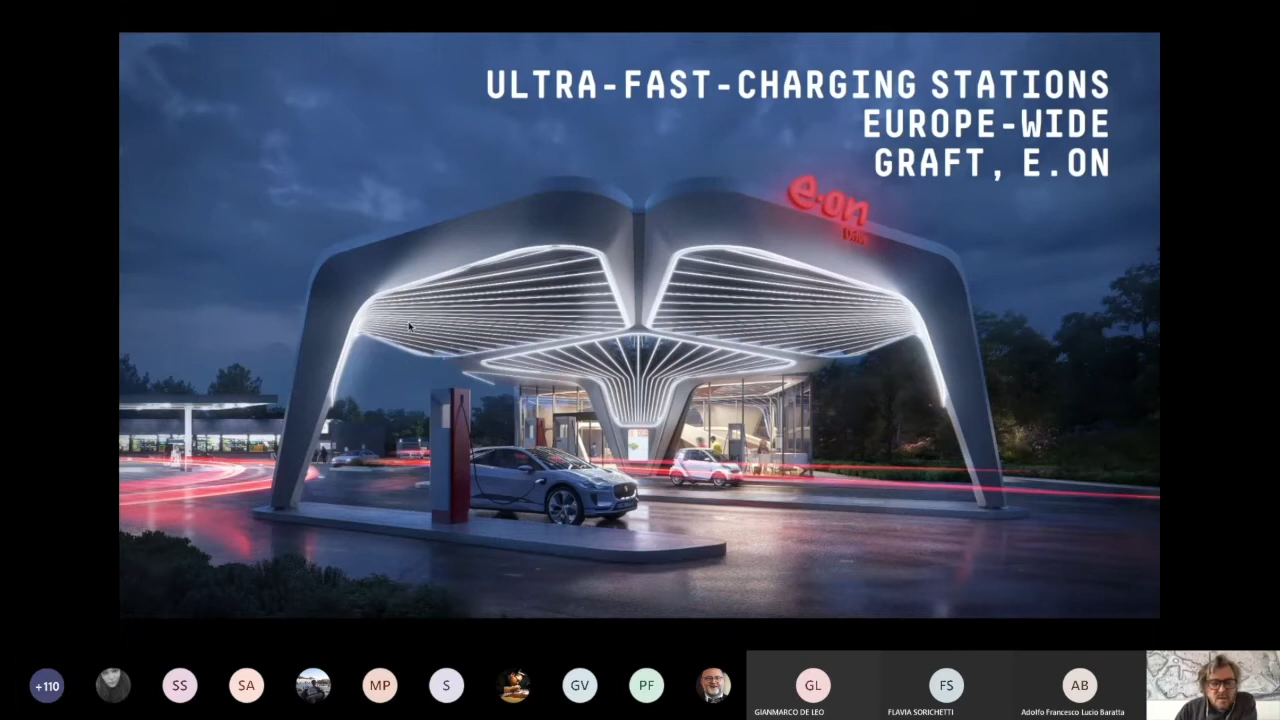 ULTRA-FAST-CHARGING STATIONS
EUROPE-WIDE
GRAFT, E.ON
e·on
Drive
+110
SS
SA
MP
S
GV
PF
GL
FS
AB
GIANMARCO DE LEO
FLAVIA SORICHETTI
Adolfo Francesco Lucio Baratta